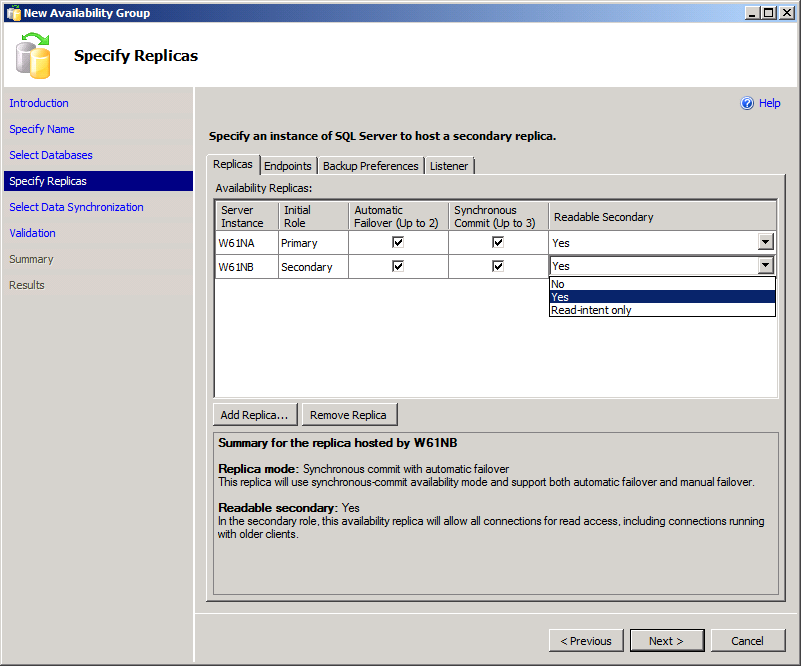 New Availability Group
Specify Replicas
Introduction
Specify Name
Select Databases
Specify Replicas
Select Data Synchronization
Validation
Summary
Results
Help
Specify an instance of SQL Server to host a secondary replica.
Replicas Endpoints Backup Preferences Listener
Availability Replicas:
Server Instance Initial Role Automatic Failover (Up to 2) Synchronous Commit (Up to 3) Readable Secondary
W61NA Primary Yes
W61NB Secondary Yes
No
Yes
Read-intent only
Add Replica... Remove Replica
Summary for the replica hosted by W61NB
Replica mode: Synchronous commit with automatic failover
This replica will use synchronous-commit availability mode and support both automatic failover and manual failover.
Readable secondary: Yes
In the secondary role, this availability replica will allow all connections for read access, including connections running
with older clients.
< Previous Next > Cancel